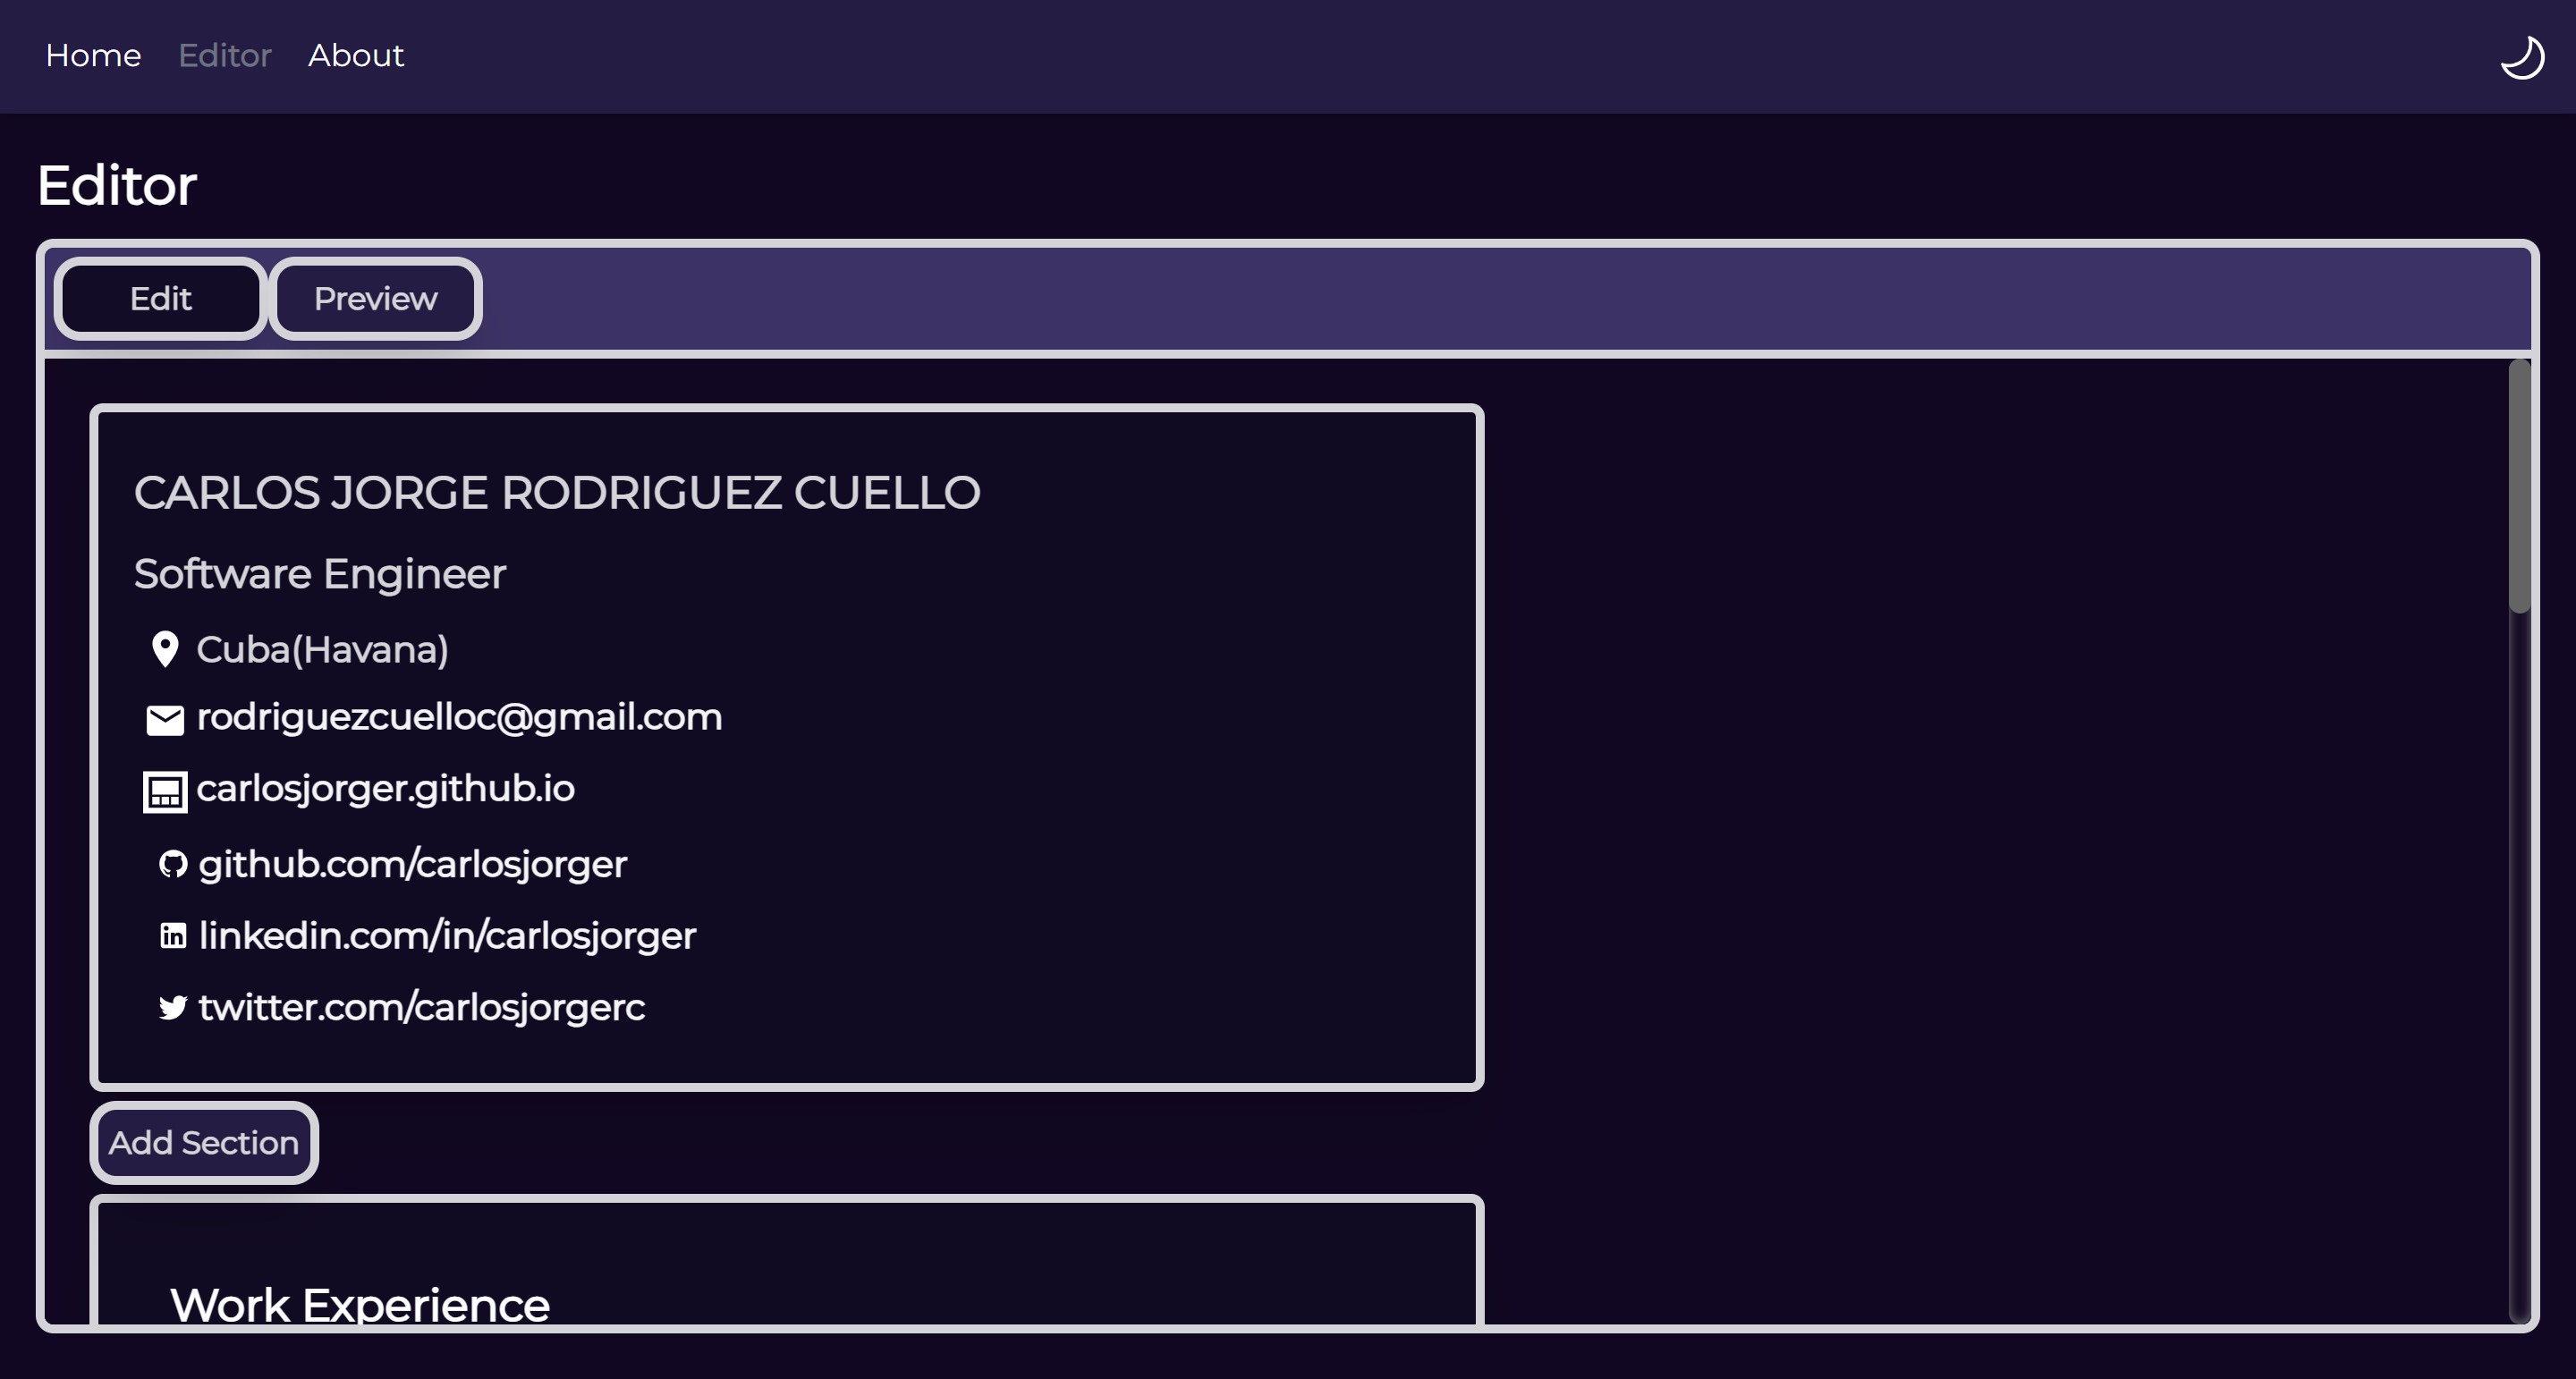 Home Editor About
Editor
Edit Preview
CARLOS JORGE RODRIGUEZ CUELLO
Software Engineer
Cuba(Havana)
rodriguezcuelloc@gmail.com
carlosjorger.github.io
github.com/carlosjorger
linkedin.com/in/carlosjorger
twitter.com/carlosjorgerc
Add Section
Work Experience